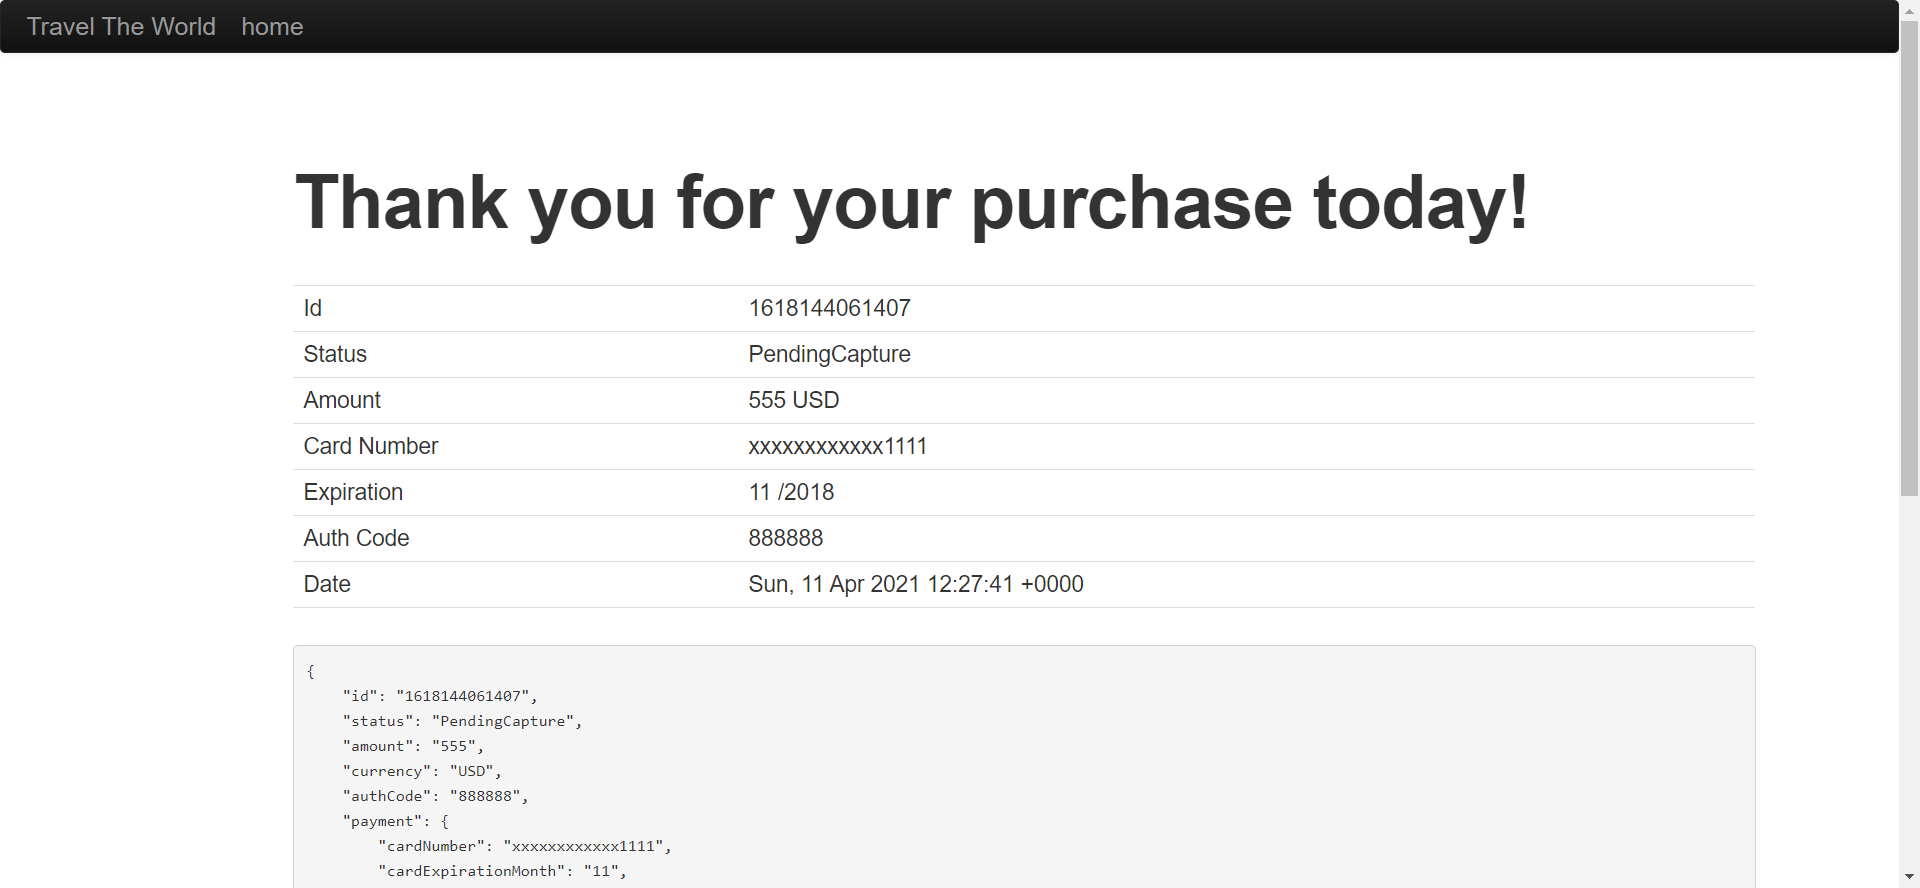 Travel The World home
Thank you for your purchase today!
Id 1618144061407
Status PendingCapture
Amount 555 USD
Card Number xxxxxxxxxxxx1111
Expiration 11 /2018
Auth Code 888888
Date Sun, 11 Apr 2021 12:27:41 +0000
{
    "id": "1618144061407",
    "status": "PendingCapture",
    "amount": "555",
    "currency": "USD",
    "authCode": "888888",
    "payment": {
        "cardNumber": "xxxxxxxxxxxx1111",
        "cardExpirationMonth": "11",